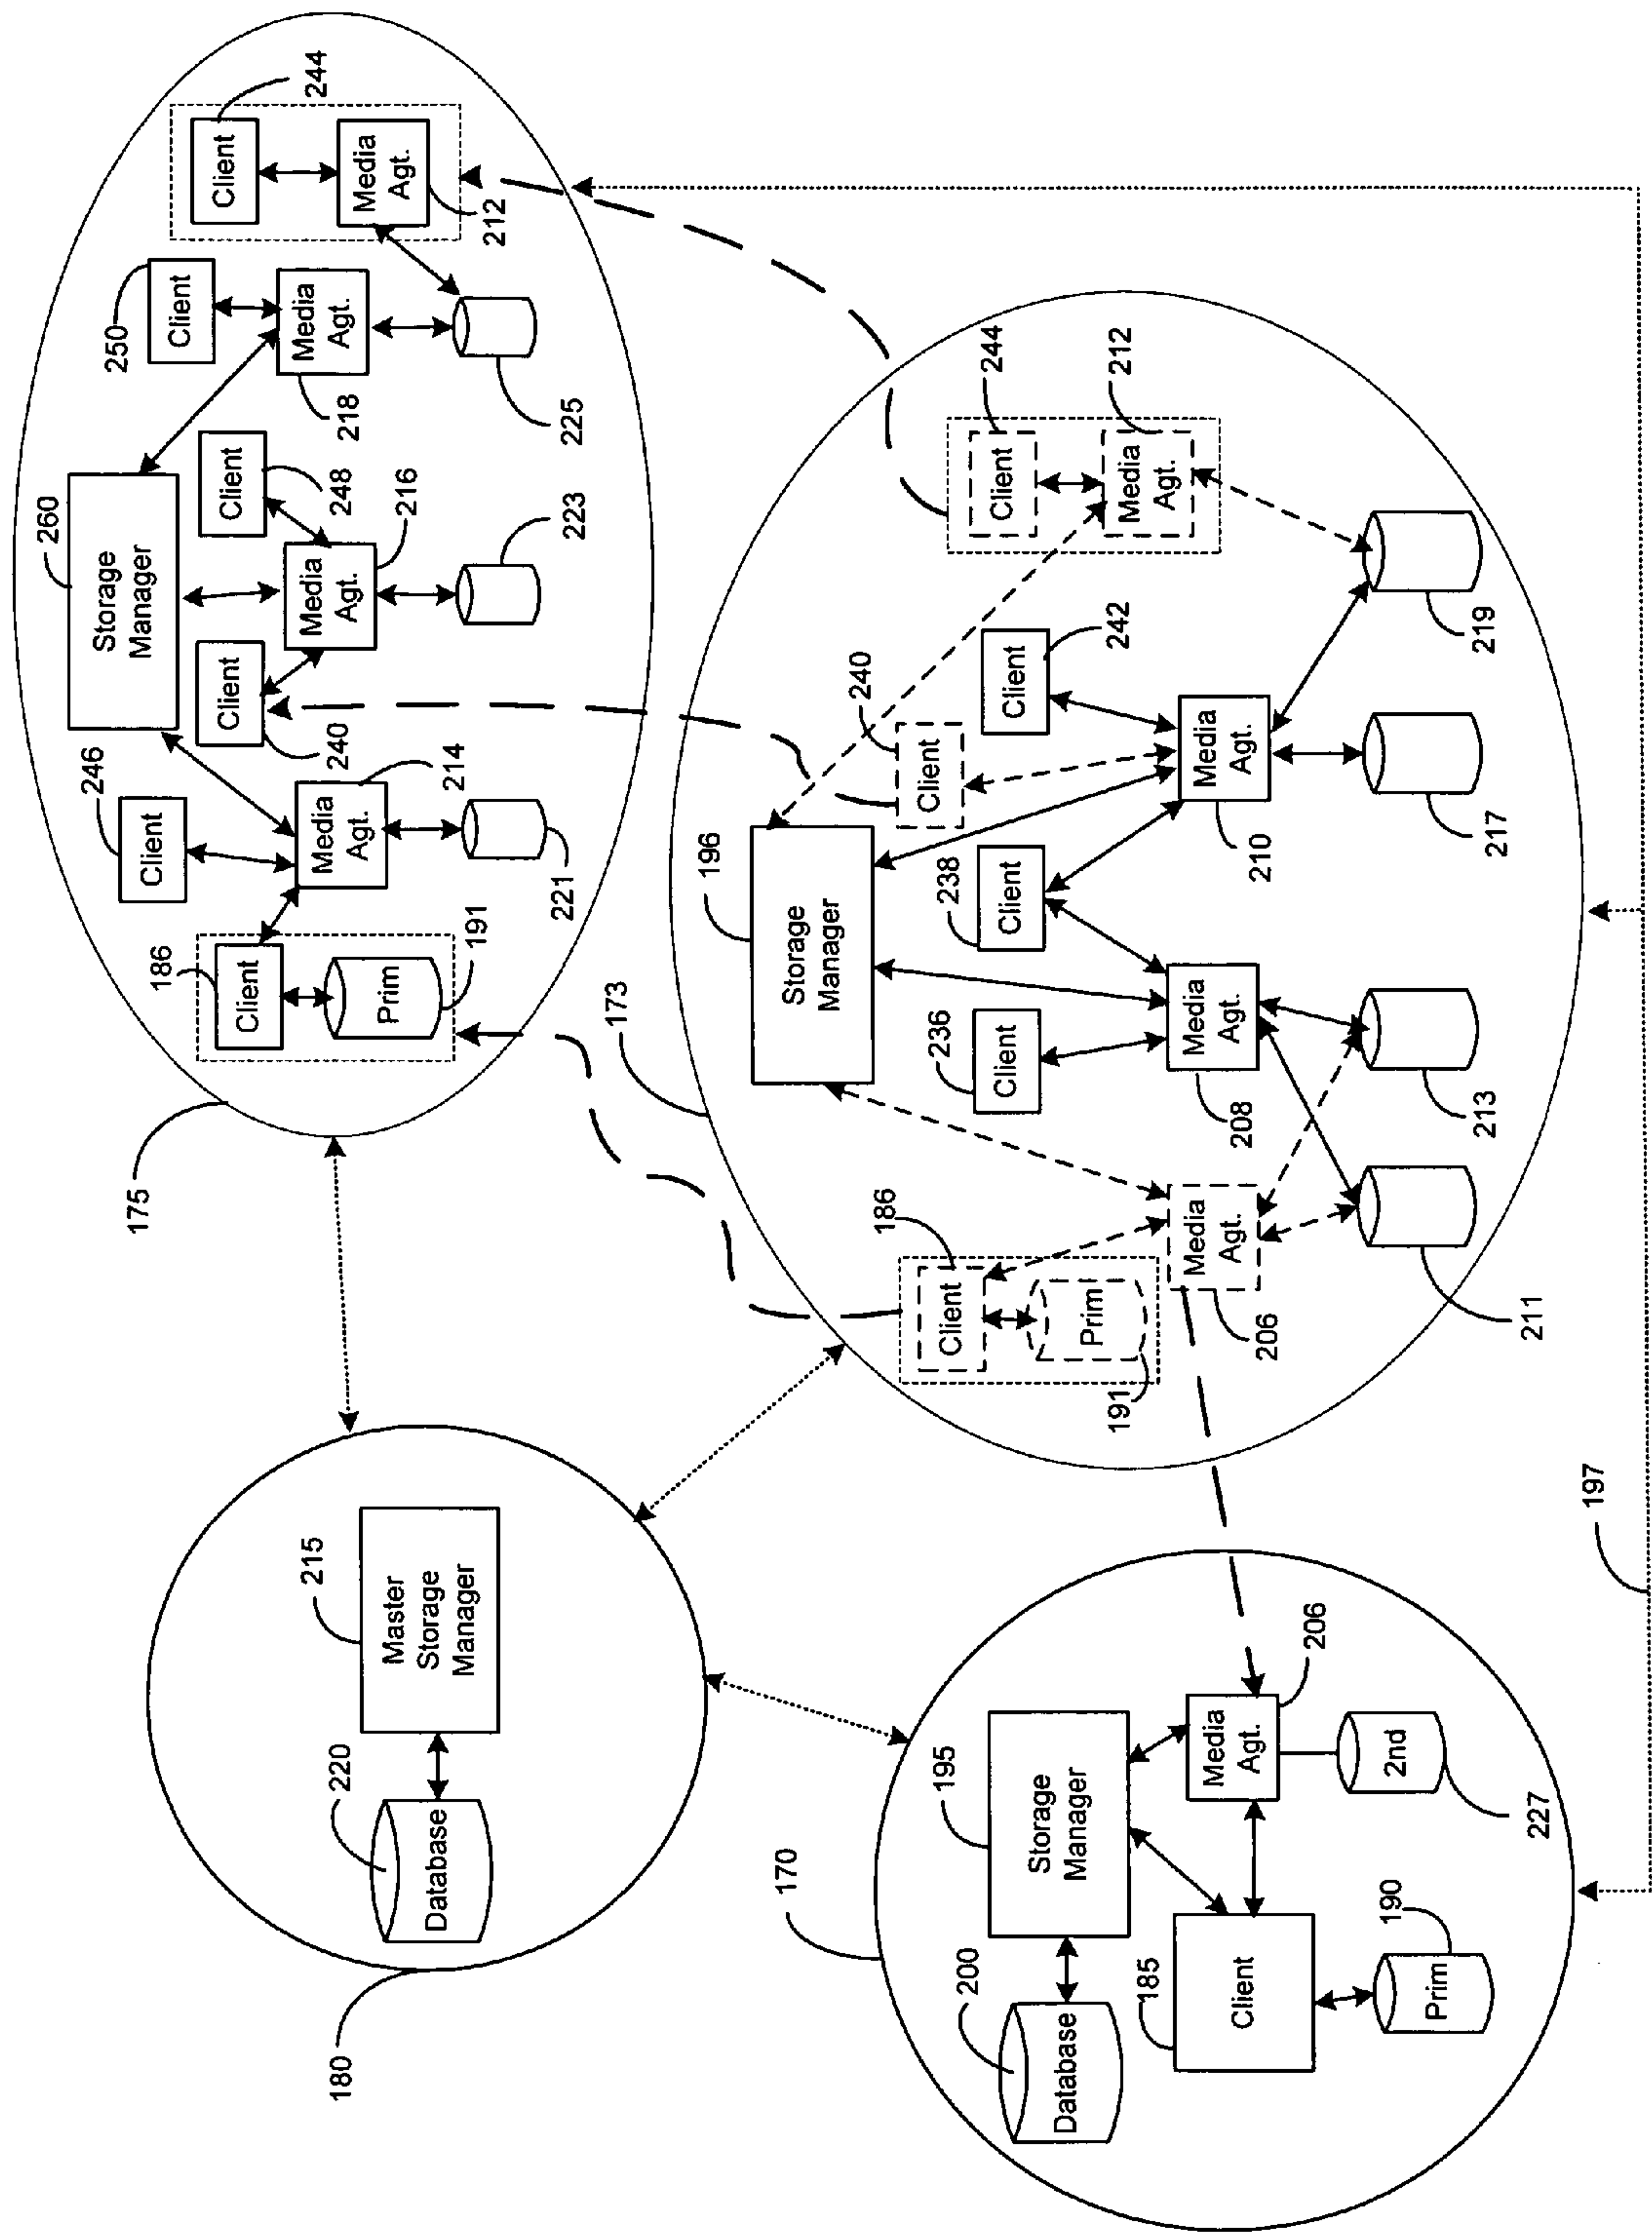 180
220
Database
215
Master
Storage
Manager
175
186
Client
Prim
191
246
Client
Media
Agt.
214
221
260
Storage
Manager
Client
240
Client
248
Media
Agt.
216
223
250
Client
Media
Agt.
218
225
244
Client
Media
Agt.
212
170
200
Database
195
Storage
Manager
185
Client
190
Prim
Media
Agt.
206
2nd
227
173
196
Storage
Manager
186
Client
Prim
191
Media
Agt.
206
211
236
Client
Media
Agt.
208
213
238
Client
240
Client
Client
242
Media
Agt.
210
217
244
Client
212
Media
Agt.
219
197